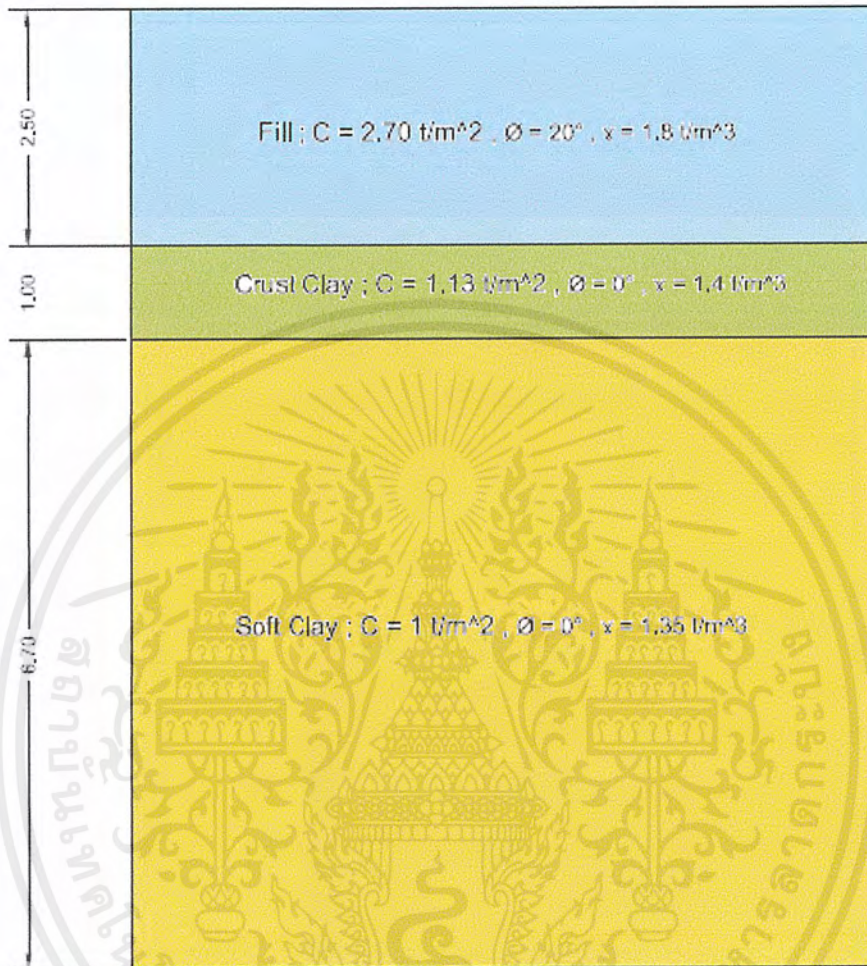 2.50
Fill ; C = 2.70 t/m^2 , Ø = 20° , x = 1.8 t/m^3
1.00
Crust Clay ; C = 1.13 t/m^2 , Ø = 0° , x = 1.4 t/m^3
6.70
Soft Clay ; C = 1 t/m^2 , Ø = 0° , x = 1.35 t/m^3